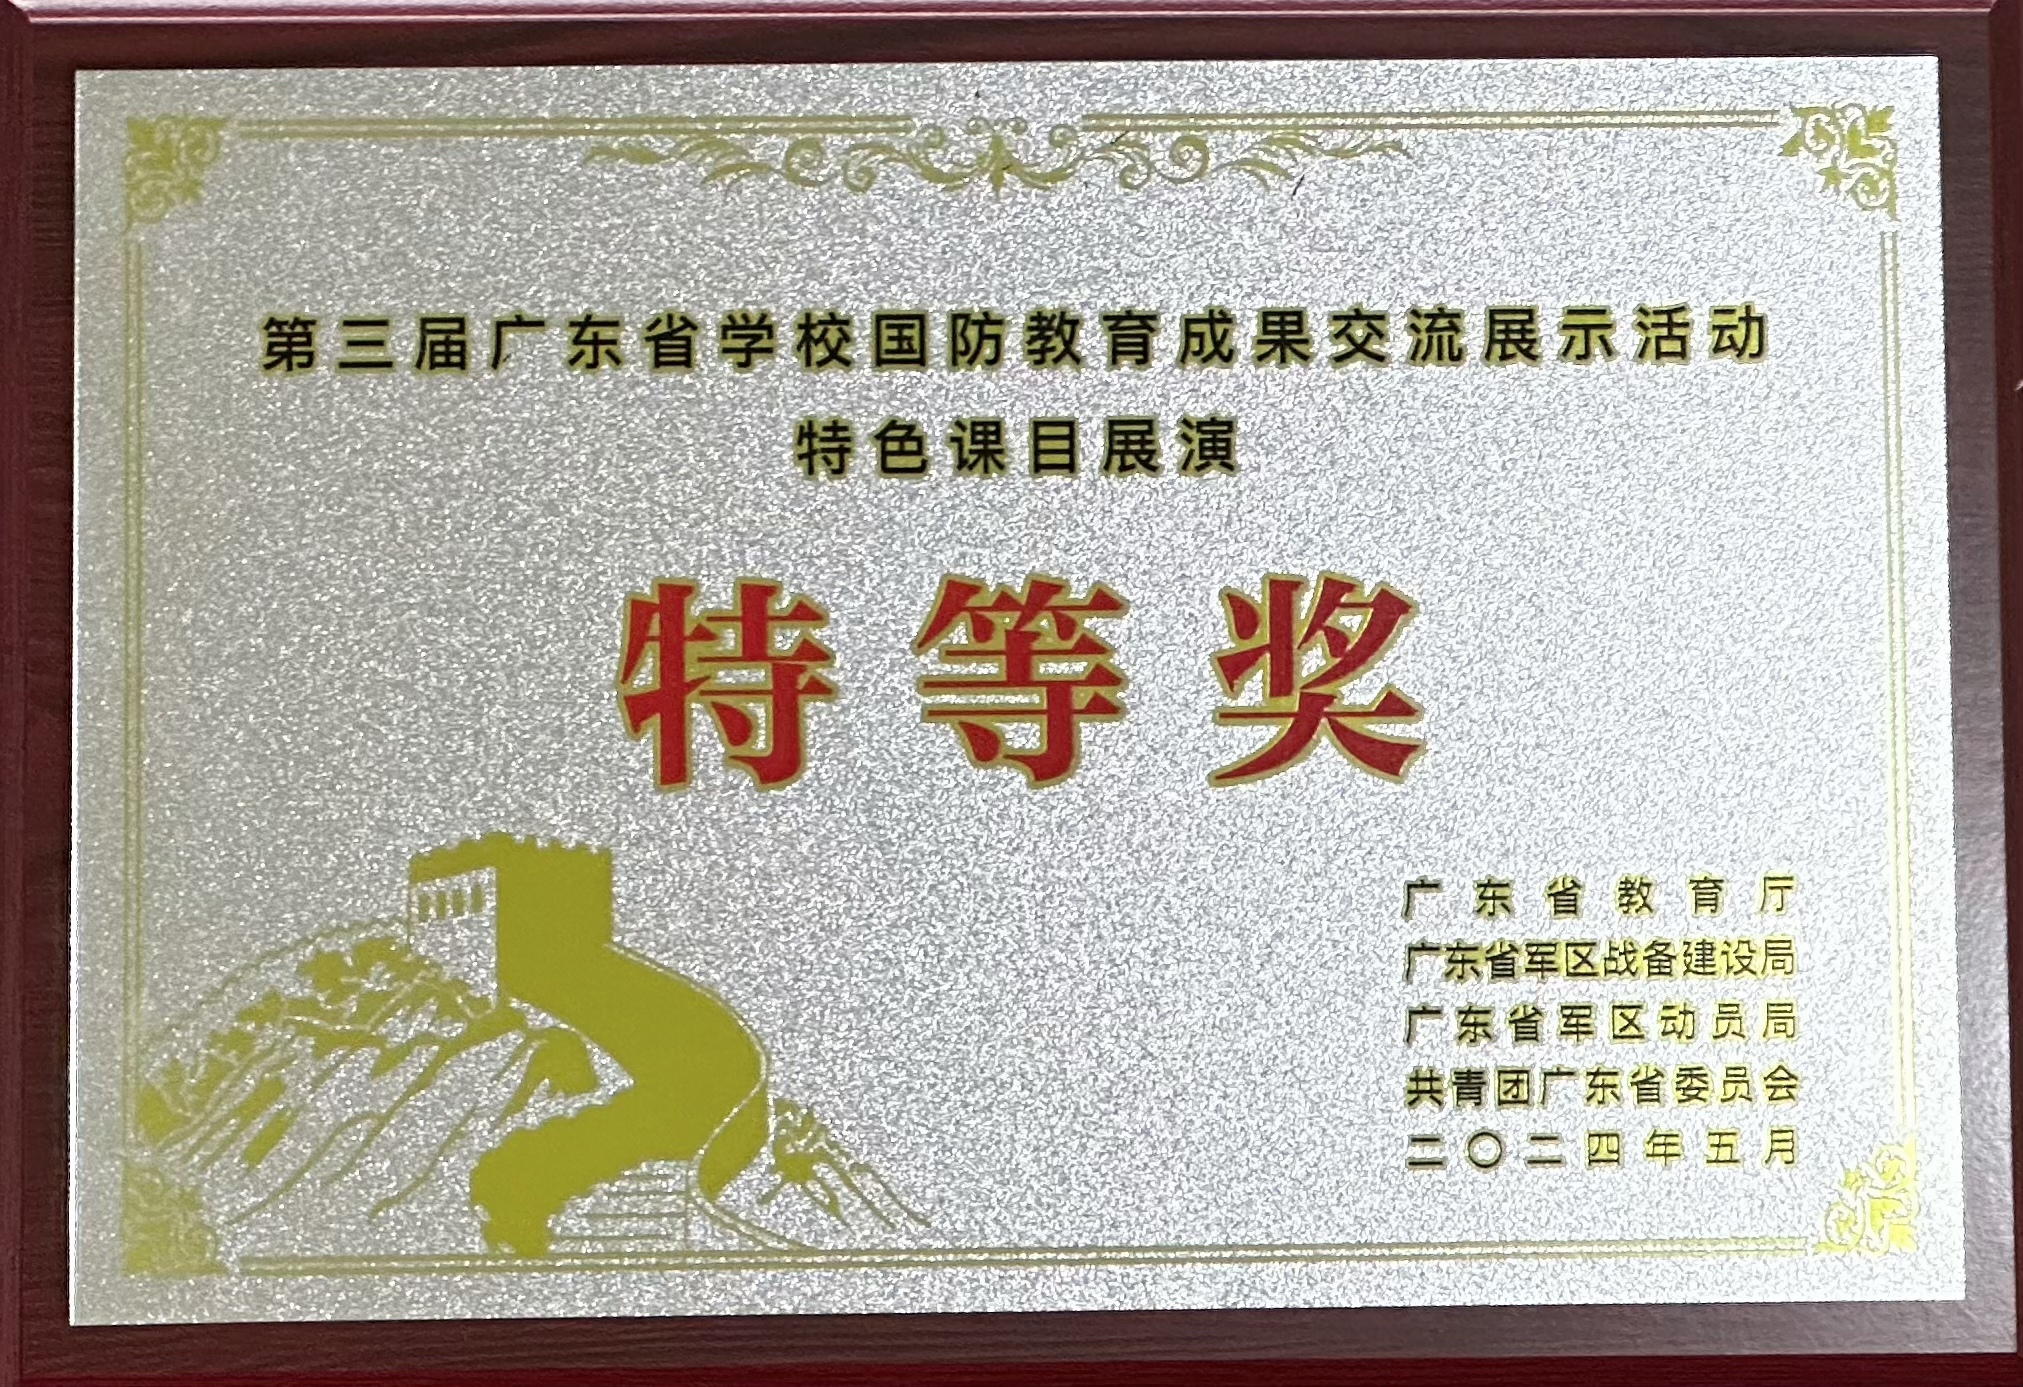 第三届广东省学校国防教育成果交流展示活动
特色课目展演
特等奖
广东省教育厅
广东省军区战备建设局
广东省军区动员局
共青团广东省委员会
二〇二四年五月